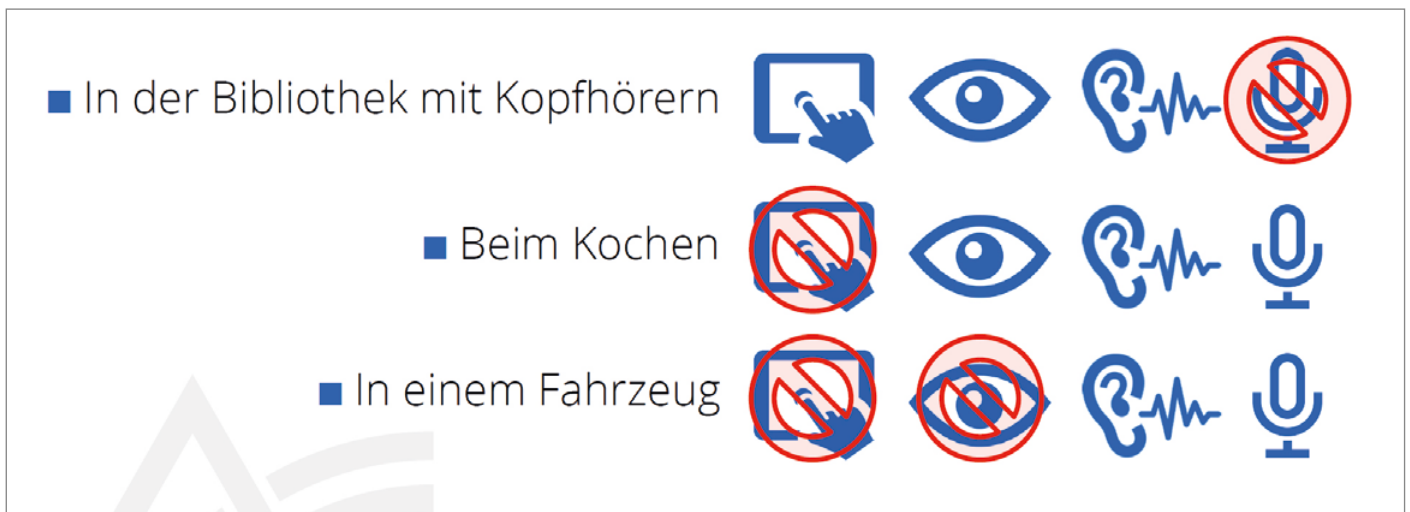 ■ In der Bibliothek mit Kopfhörern
■ Beim Kochen
■ In einem Fahrzeug